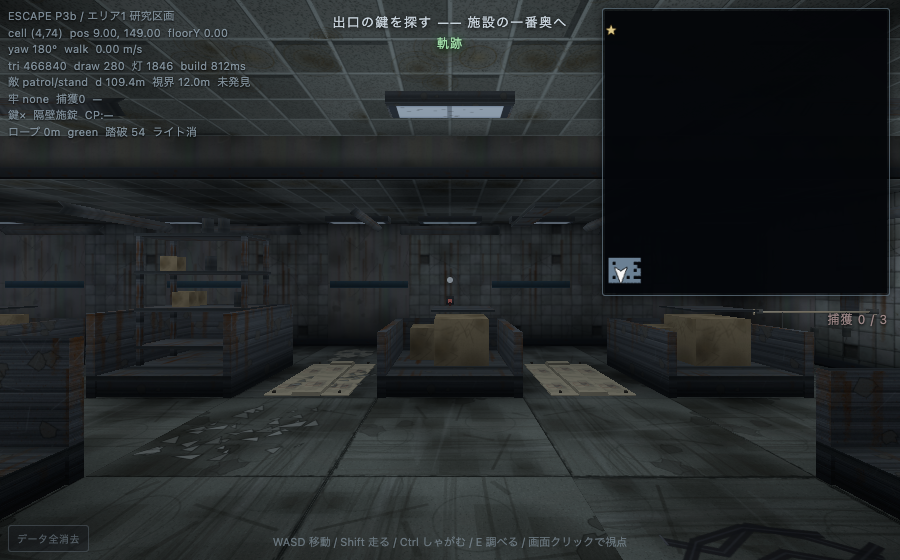 ESCAPE P3b / エリア1 研究区画
cell (4,74) pos 9.00, 149.00 floorY 0.00
yaw 180° walk 0.00 m/s
tri 466840 draw 280 灯 1846 build 812ms
敵 patrol/stand d 109.4m 視界 12.0m 未発見
牢 none 捕獲0 —
鍵× 隔壁施錠 CP:—
ロープ 0m green 踏破 54 ライト消
出口の鍵を探す —— 施設の一番奥へ
軌跡
捕獲 0 / 3
データ全消去
WASD 移動 / Shift 走る / Ctrl しゃがむ / E 調べる / 画面クリックで視点